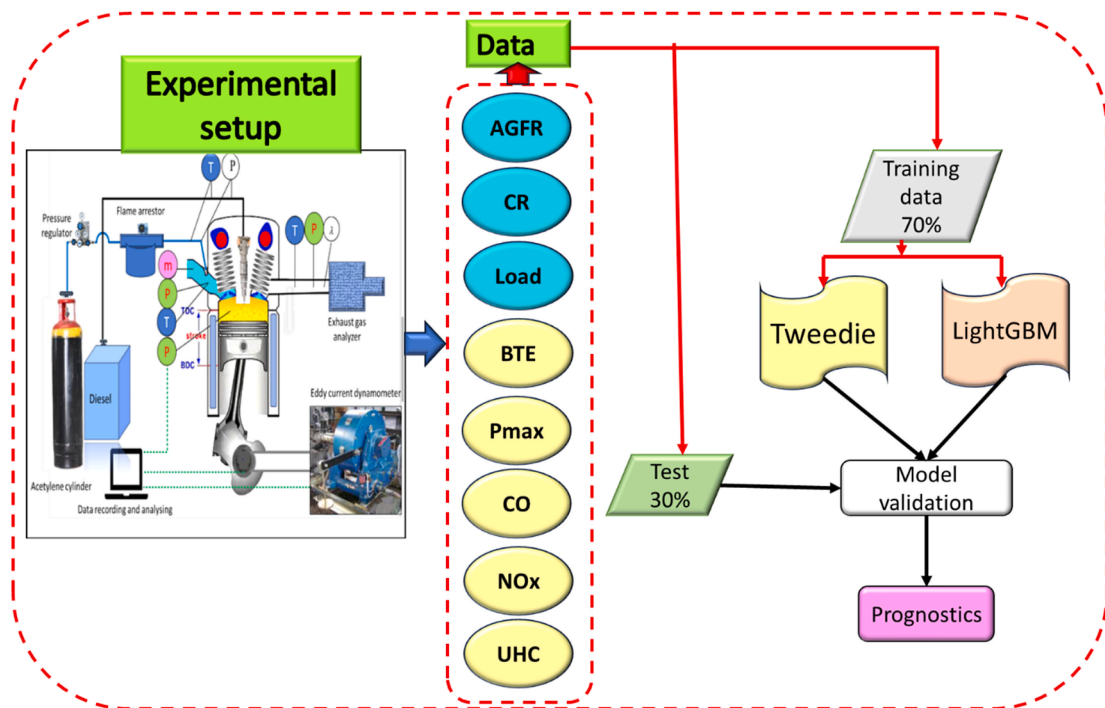 Experimental
setup
T
P
Pressure
regulator
Flame arrestor
m
P
T
P
TDC
stroke
BDC
T
P
λ
Exhaust gas
analyzer
Diesel
Eddy current dynamometer
Acetylene cylinder
Data recording and analysing
Data
AGFR
CR
Load
BTE
Pmax
CO
NOx
UHC
Training
data
70%
Tweedie
LightGBM
Test
30%
Model
validation
Prognostics